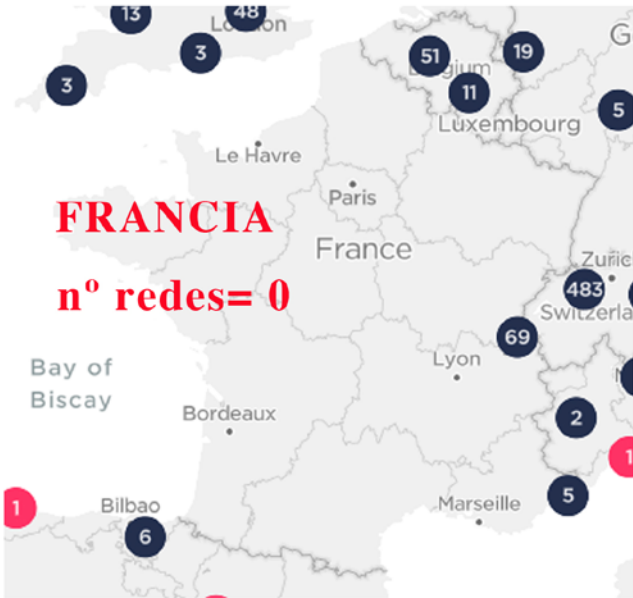 13
48
London
3
3
51
19
G
Belgium
11
5
Luxembourg
Le Havre
Paris
FRANCIA
France
nº redes= 0
Zuric
483
Switzerla
69
Bay of
Biscay
Lyon
Bordeaux
2
1
1
Bilbao
6
Marseille
5